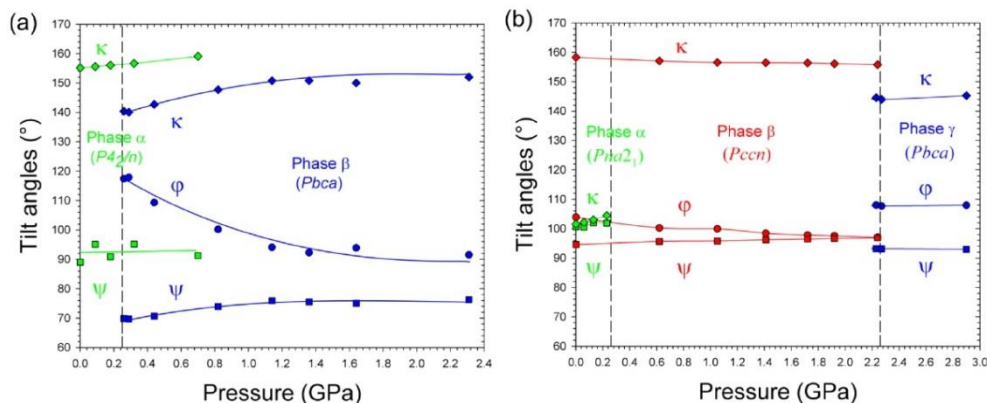 (a)
Tilt angles (°)
160
150
140
130
120
110
100
90
80
70
60
κ
κ
Phase α
(P4₂/n)
φ
Phase β
(Pbca)
ψ
ψ
0.0 0.2 0.4 0.6 0.8 1.0 1.2 1.4 1.6 1.8 2.0 2.2 2.4
Pressure (GPa)
(b)
Tilt angles (°)
170
160
150
140
130
120
110
100
90
80
70
60
κ
κ
Phase α
(Pna2₁)
Phase β
(Pccn)
Phase γ
(Pbca)
κ
φ
φ
ψ
ψ
0.0 0.2 0.4 0.6 0.8 1.0 1.2 1.4 1.6 1.8 2.0 2.2 2.4 2.6 2.8 3.0
Pressure (GPa)